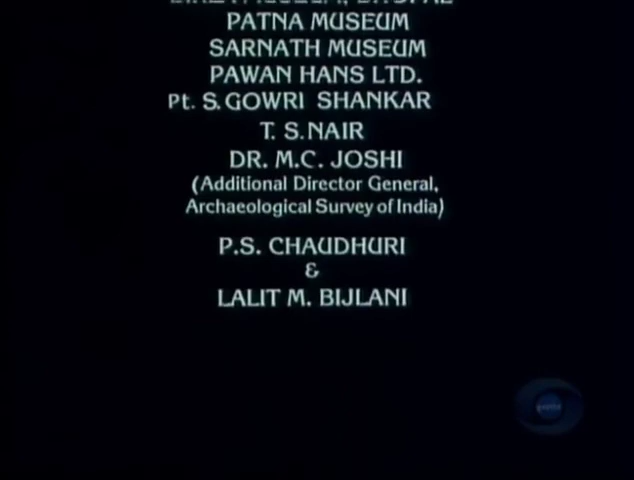 PATNA MUSEUM
SARNATH MUSEUM
PAWAN HANS LTD.
Pt. S. GOWRI SHANKAR
T. S. NAIR
DR. M.C. JOSHI
(Additional Director General,
Archaeological Survey of India)
P.S. CHAUDHURI
&
LALIT M. BIJLANI